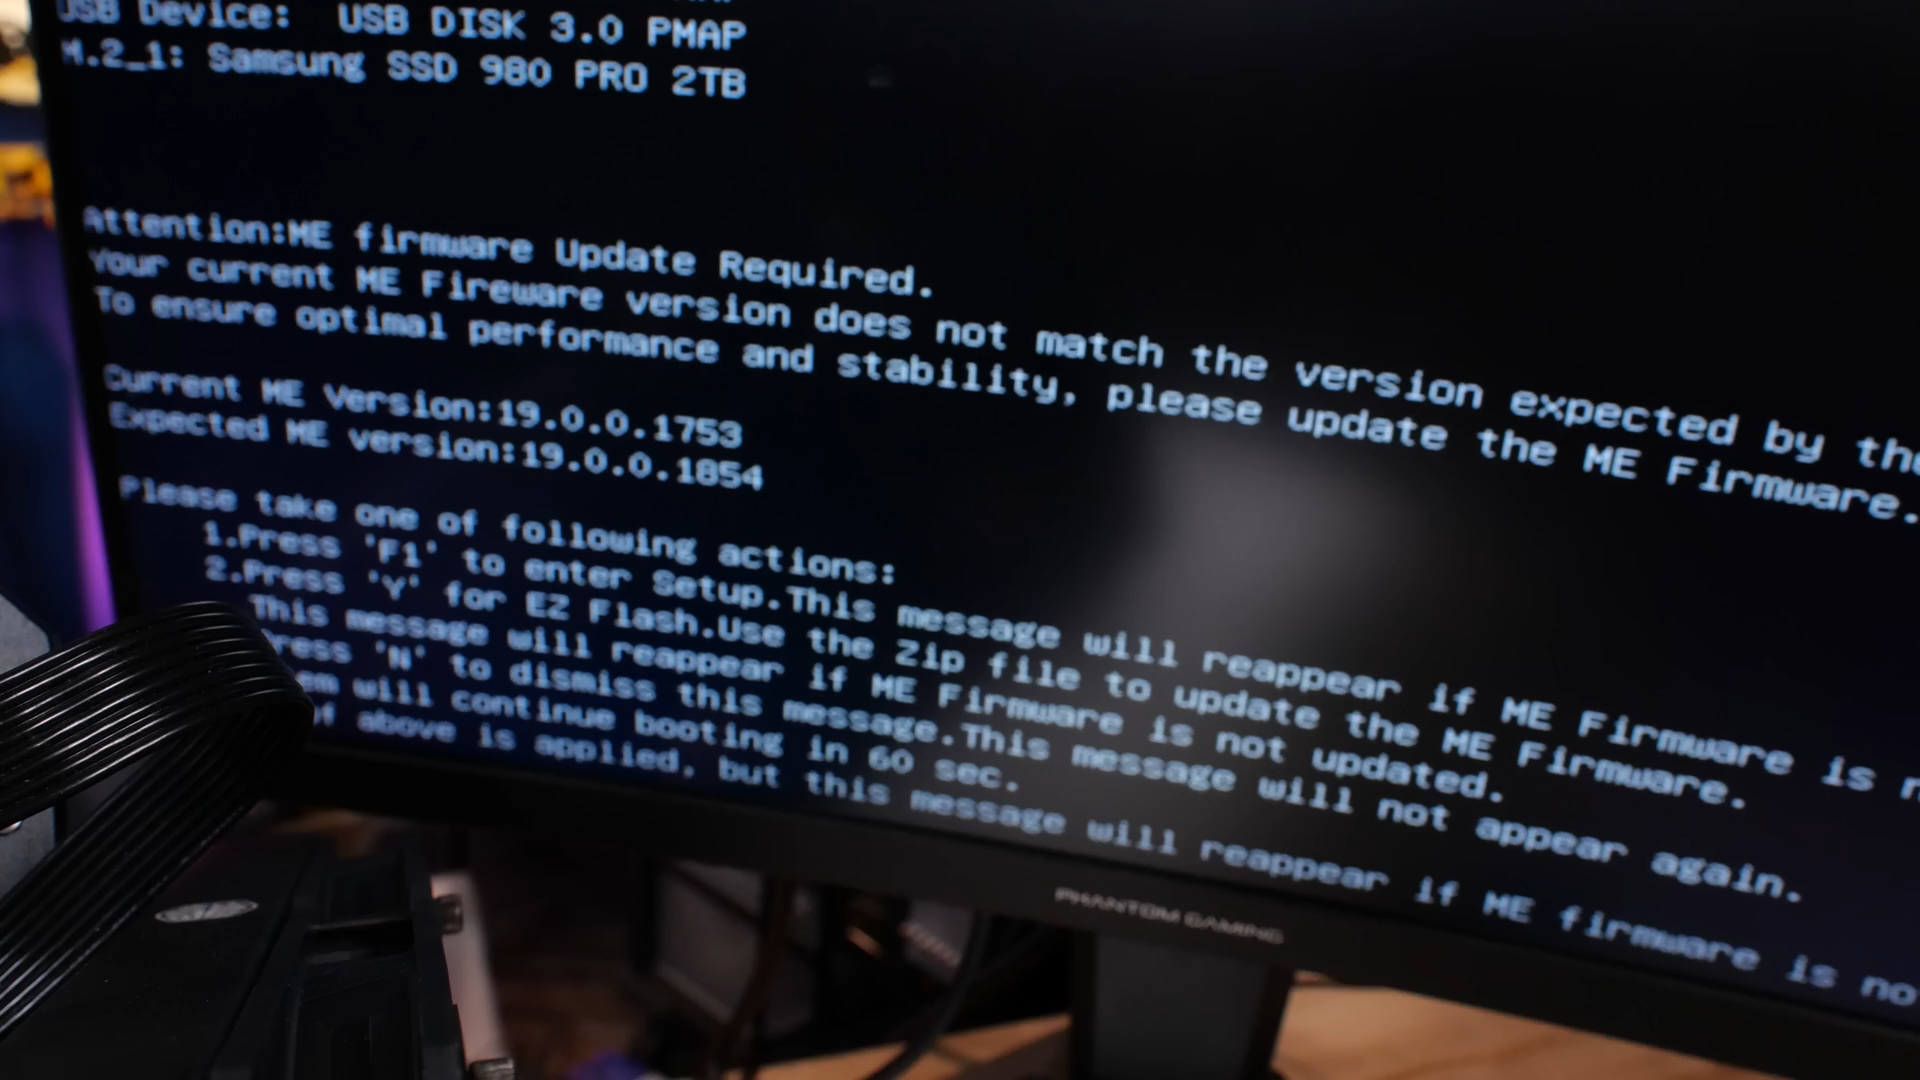 USB Device: USB DISK 3.0 PMAP
M.2_1: Samsung SSD 980 PRO 2TB
Attention:ME firmware Update Required.
Your current ME Fireware version does not match the version expected by the
To ensure optimal performance and stability, please update the ME Firmware.
Current ME Version:19.0.0.1753
Expected ME version:19.0.0.1854
Please take one of following actions:
1.Press 'F1' to enter Setup.This message will reappear if ME Firmware is
2.Press 'Y' for EZ Flash.Use the Zip file to update the ME Firmware.
This message will reappear if ME Firmware is not updated.
ress 'N' to dismiss this message.This message will not appear again.
em will continue booting in 60 sec.
of above is applied, but this message will reappear if ME firmware is no
PHANTOM GAMING